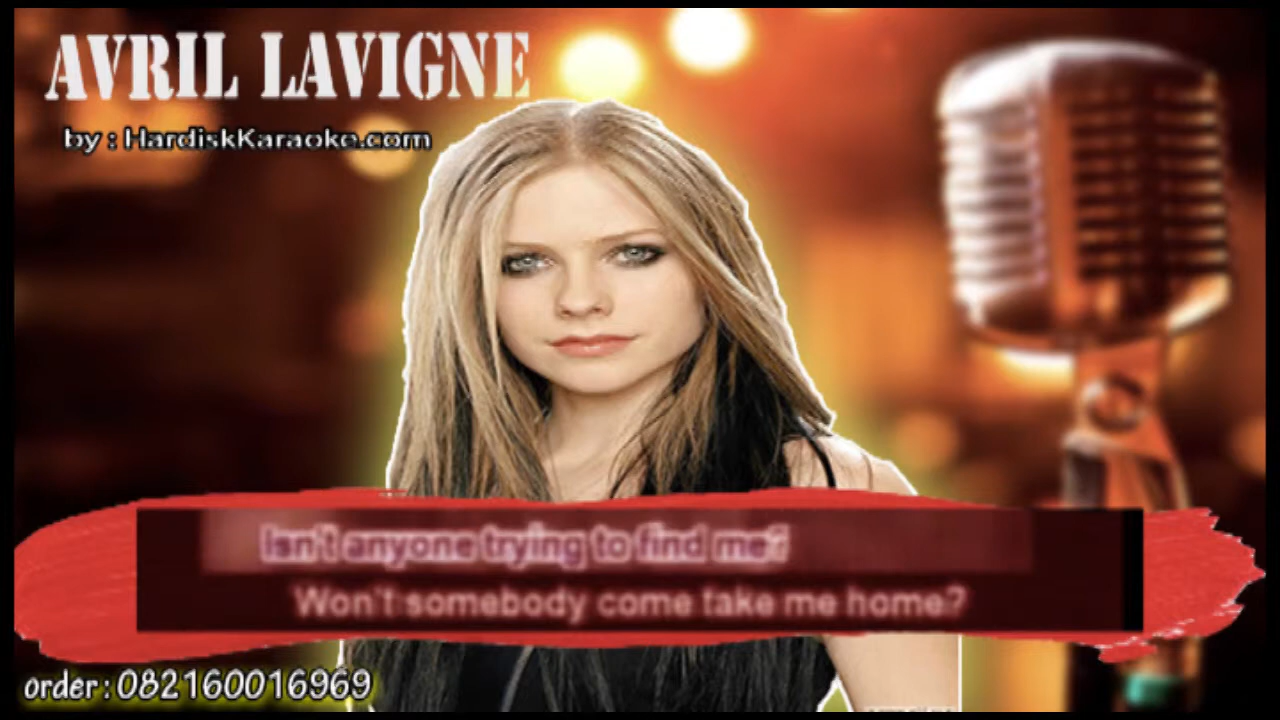 AVRIL LAVIGNE
by : HardiskKaraoke.com
Isn't anyone trying to find me?
Won't somebody come take me home?
order : 082160016969